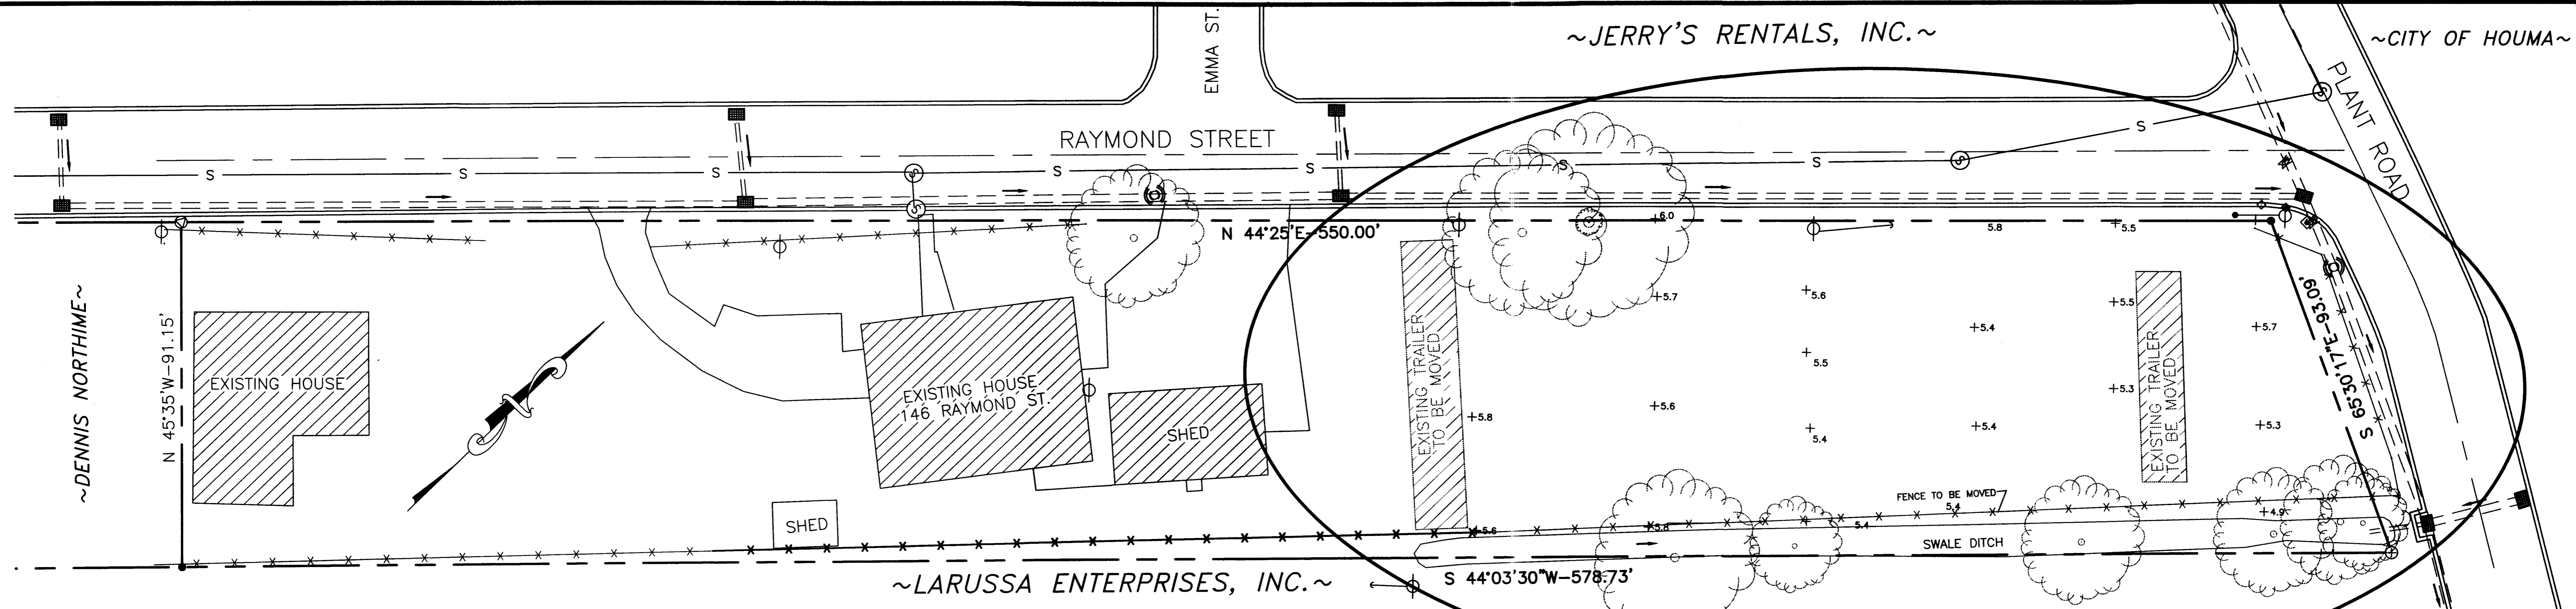 ~JERRY'S RENTALS, INC.~
~CITY OF HOUMA~
EMMA ST.
PLANT ROAD
RAYMOND STREET
S
S
S
S
S
S
S
S
S
S
S
S
S
N 44°25'E-550.00'
6.0
5.8
5.5
~DENNIS NORTHIME~
N 45°35'W-91.15'
EXISTING HOUSE
EXISTING HOUSE
146 RAYMOND ST.
SHED
SHED
EXISTING TRAILER
TO BE MOVED
5.7
5.6
5.5
5.4
5.7
5.5
5.3
5.8
5.6
5.4
5.4
5.3
EXISTING TRAILER
TO BE MOVED
S 65°30'17"E-93.09'
FENCE TO BE MOVED
5.4
5.6
5.8
5.4
4.9
SWALE DITCH
~LARUSSA ENTERPRISES, INC.~
S 44°03'30"W-578.73'